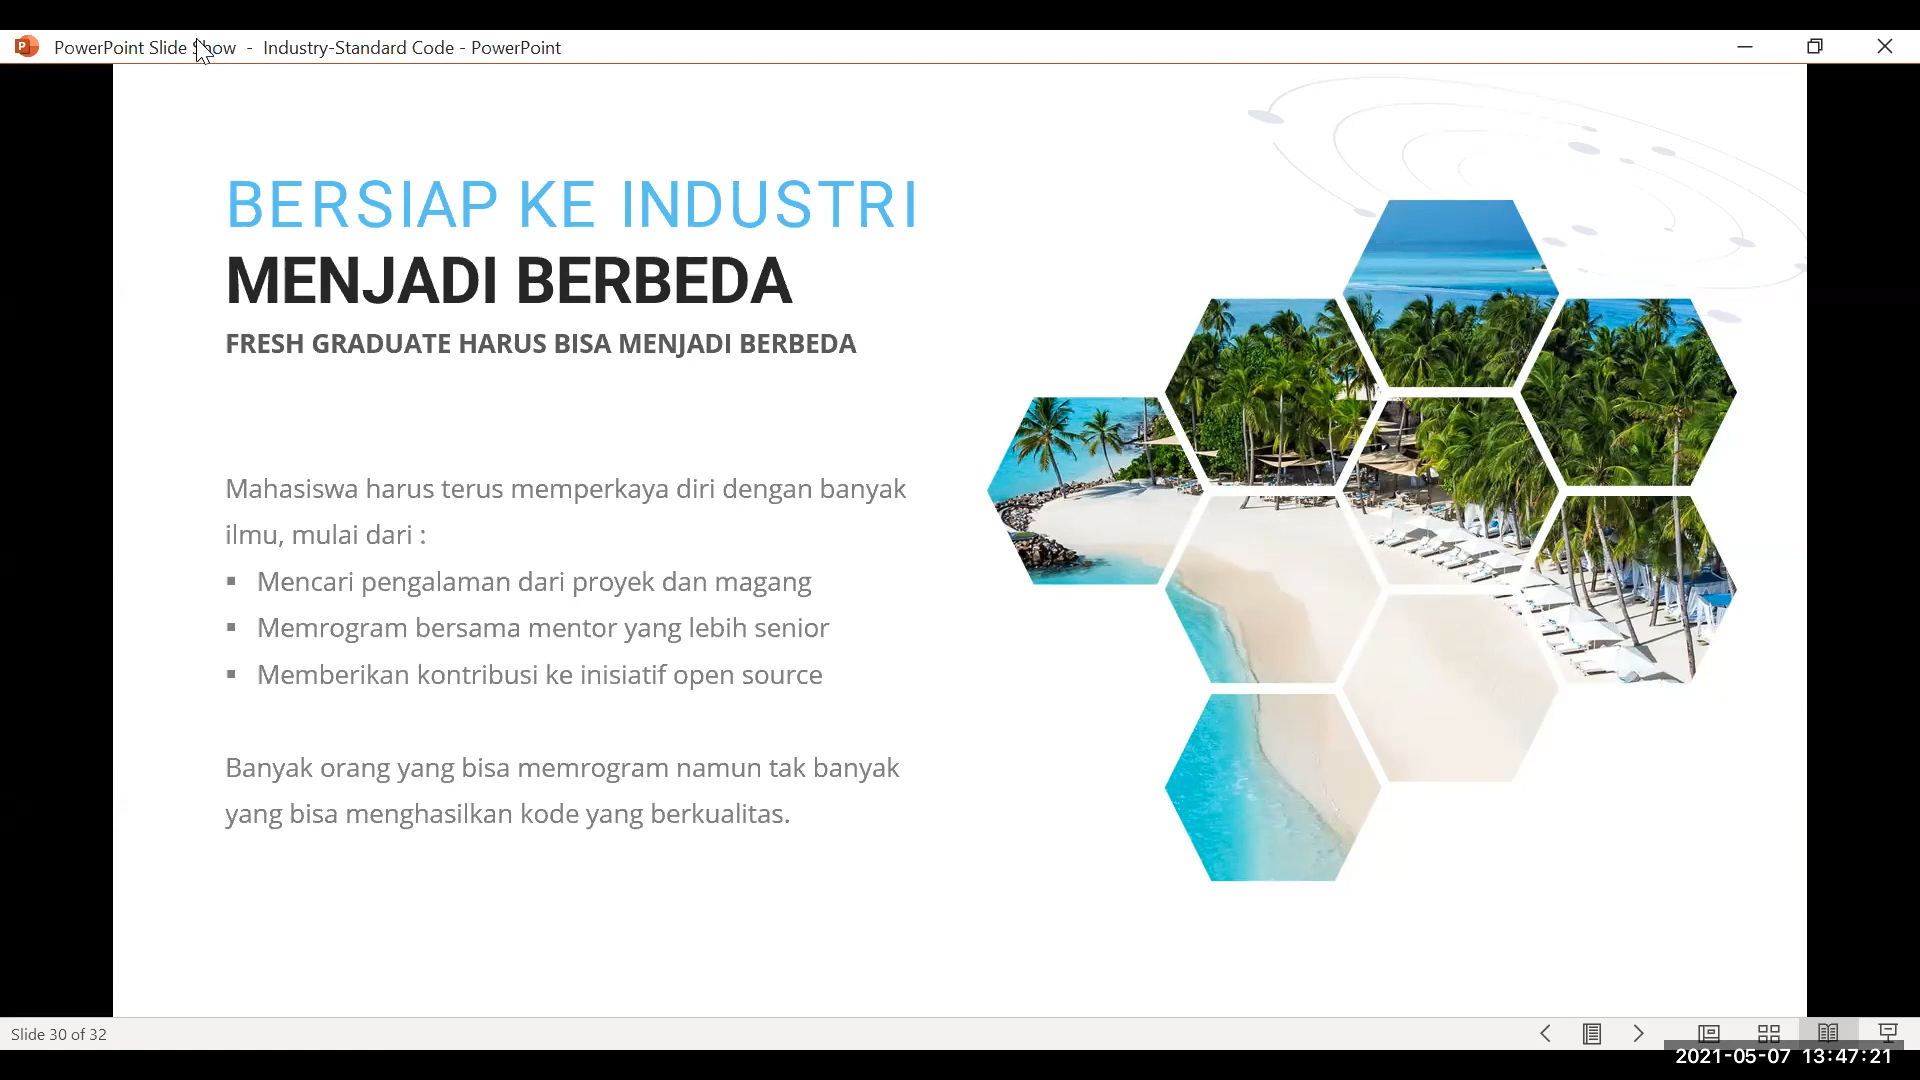 PowerPoint Slide Show - Industry-Standard Code - PowerPoint
BERSIAP KE INDUSTRI
MENJADI BERBEDA
FRESH GRADUATE HARUS BISA MENJADI BERBEDA
Mahasiswa harus terus memperkaya diri dengan banyak
ilmu, mulai dari :
▪ Mencari pengalaman dari proyek dan magang
▪ Memrogram bersama mentor yang lebih senior
▪ Memberikan kontribusi ke inisiatif open source
Banyak orang yang bisa memrogram namun tak banyak
yang bisa menghasilkan kode yang berkualitas.
Slide 30 of 32
2021-05-07 13:47:21